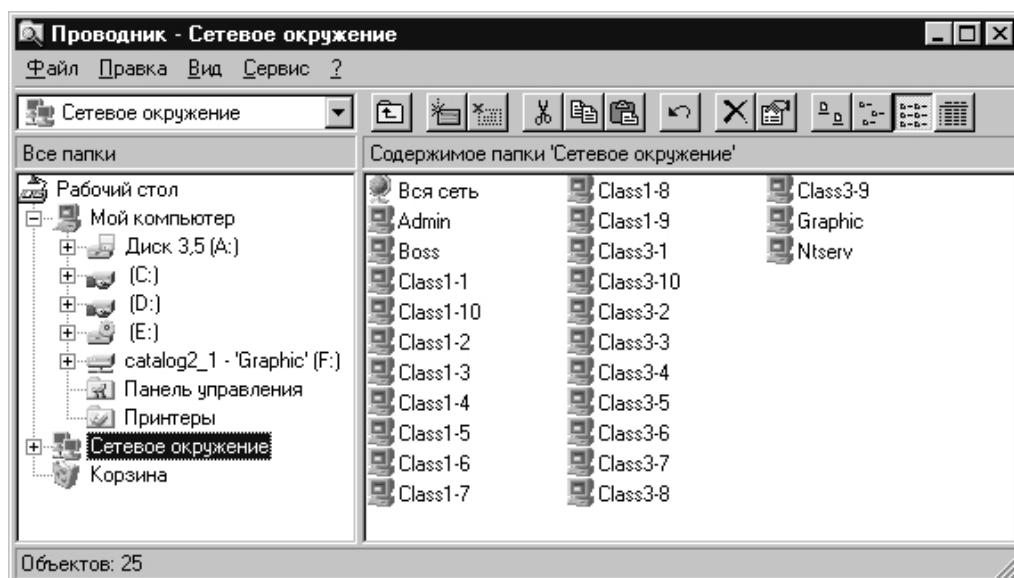 Проводник - Сетевое окружение
Файл Правка Вид Сервис ?
Сетевое окружение
Все папки
Содержимое папки 'Сетевое окружение'
Рабочий стол
Мой компьютер
Диск 3,5 (A:)
(C:)
(D:)
(E:)
catalog2_1 - 'Graphic' (F:)
Панель управления
Принтеры
Сетевое окружение
Корзина
Вся сеть
Admin
Boss
Class1-1
Class1-10
Class1-2
Class1-3
Class1-4
Class1-5
Class1-6
Class1-7
Class1-8
Class1-9
Class3-1
Class3-10
Class3-2
Class3-3
Class3-4
Class3-5
Class3-6
Class3-7
Class3-8
Class3-9
Graphic
Ntserv
Объектов: 25